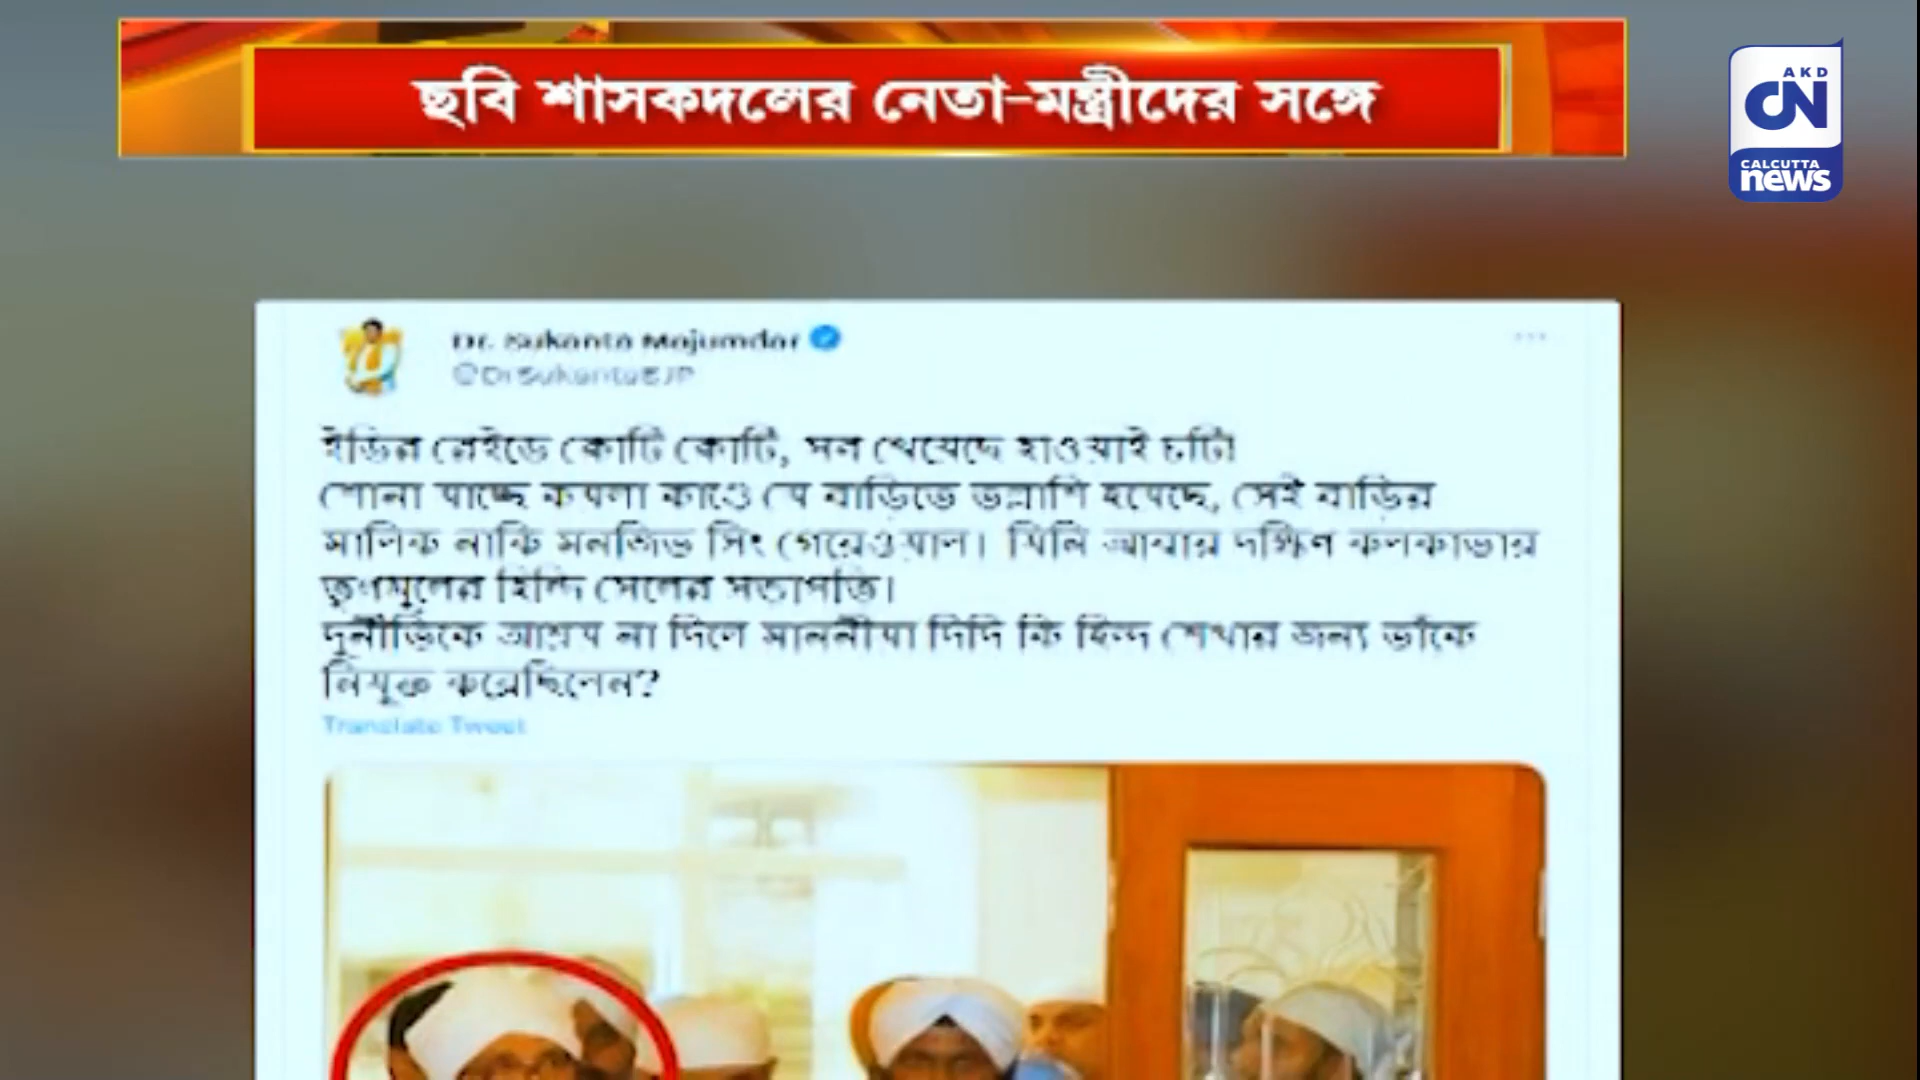 ছবি শাসকদলের নেতা-মন্ত্রীদের সঙ্গে
AKD
CN
CALCUTTA
news
Dr. Sukanta Majumdar
@DrSukantaBJP
ইডির রেইডে কোটি কোটি, সব খেয়েছে হাওয়াই চটি!
শোনা যাচ্ছে কয়লা কাণ্ডে যে বাড়িতে তল্লাশি হয়েছে, সেই বাড়ির
মালিক নাকি মনজিত সিং গেরেওয়াল। যিনি আবার দক্ষিণ কলকাতার
তৃণমূলের হিন্দি সেলের সভাপতি।
দুর্নীতিকে আশ্রয় না দিলে মাননীয়া দিদি কি হিন্দি শেখার জন্য তাঁকে
নিযুক্ত করেছিলেন?
Translate Tweet